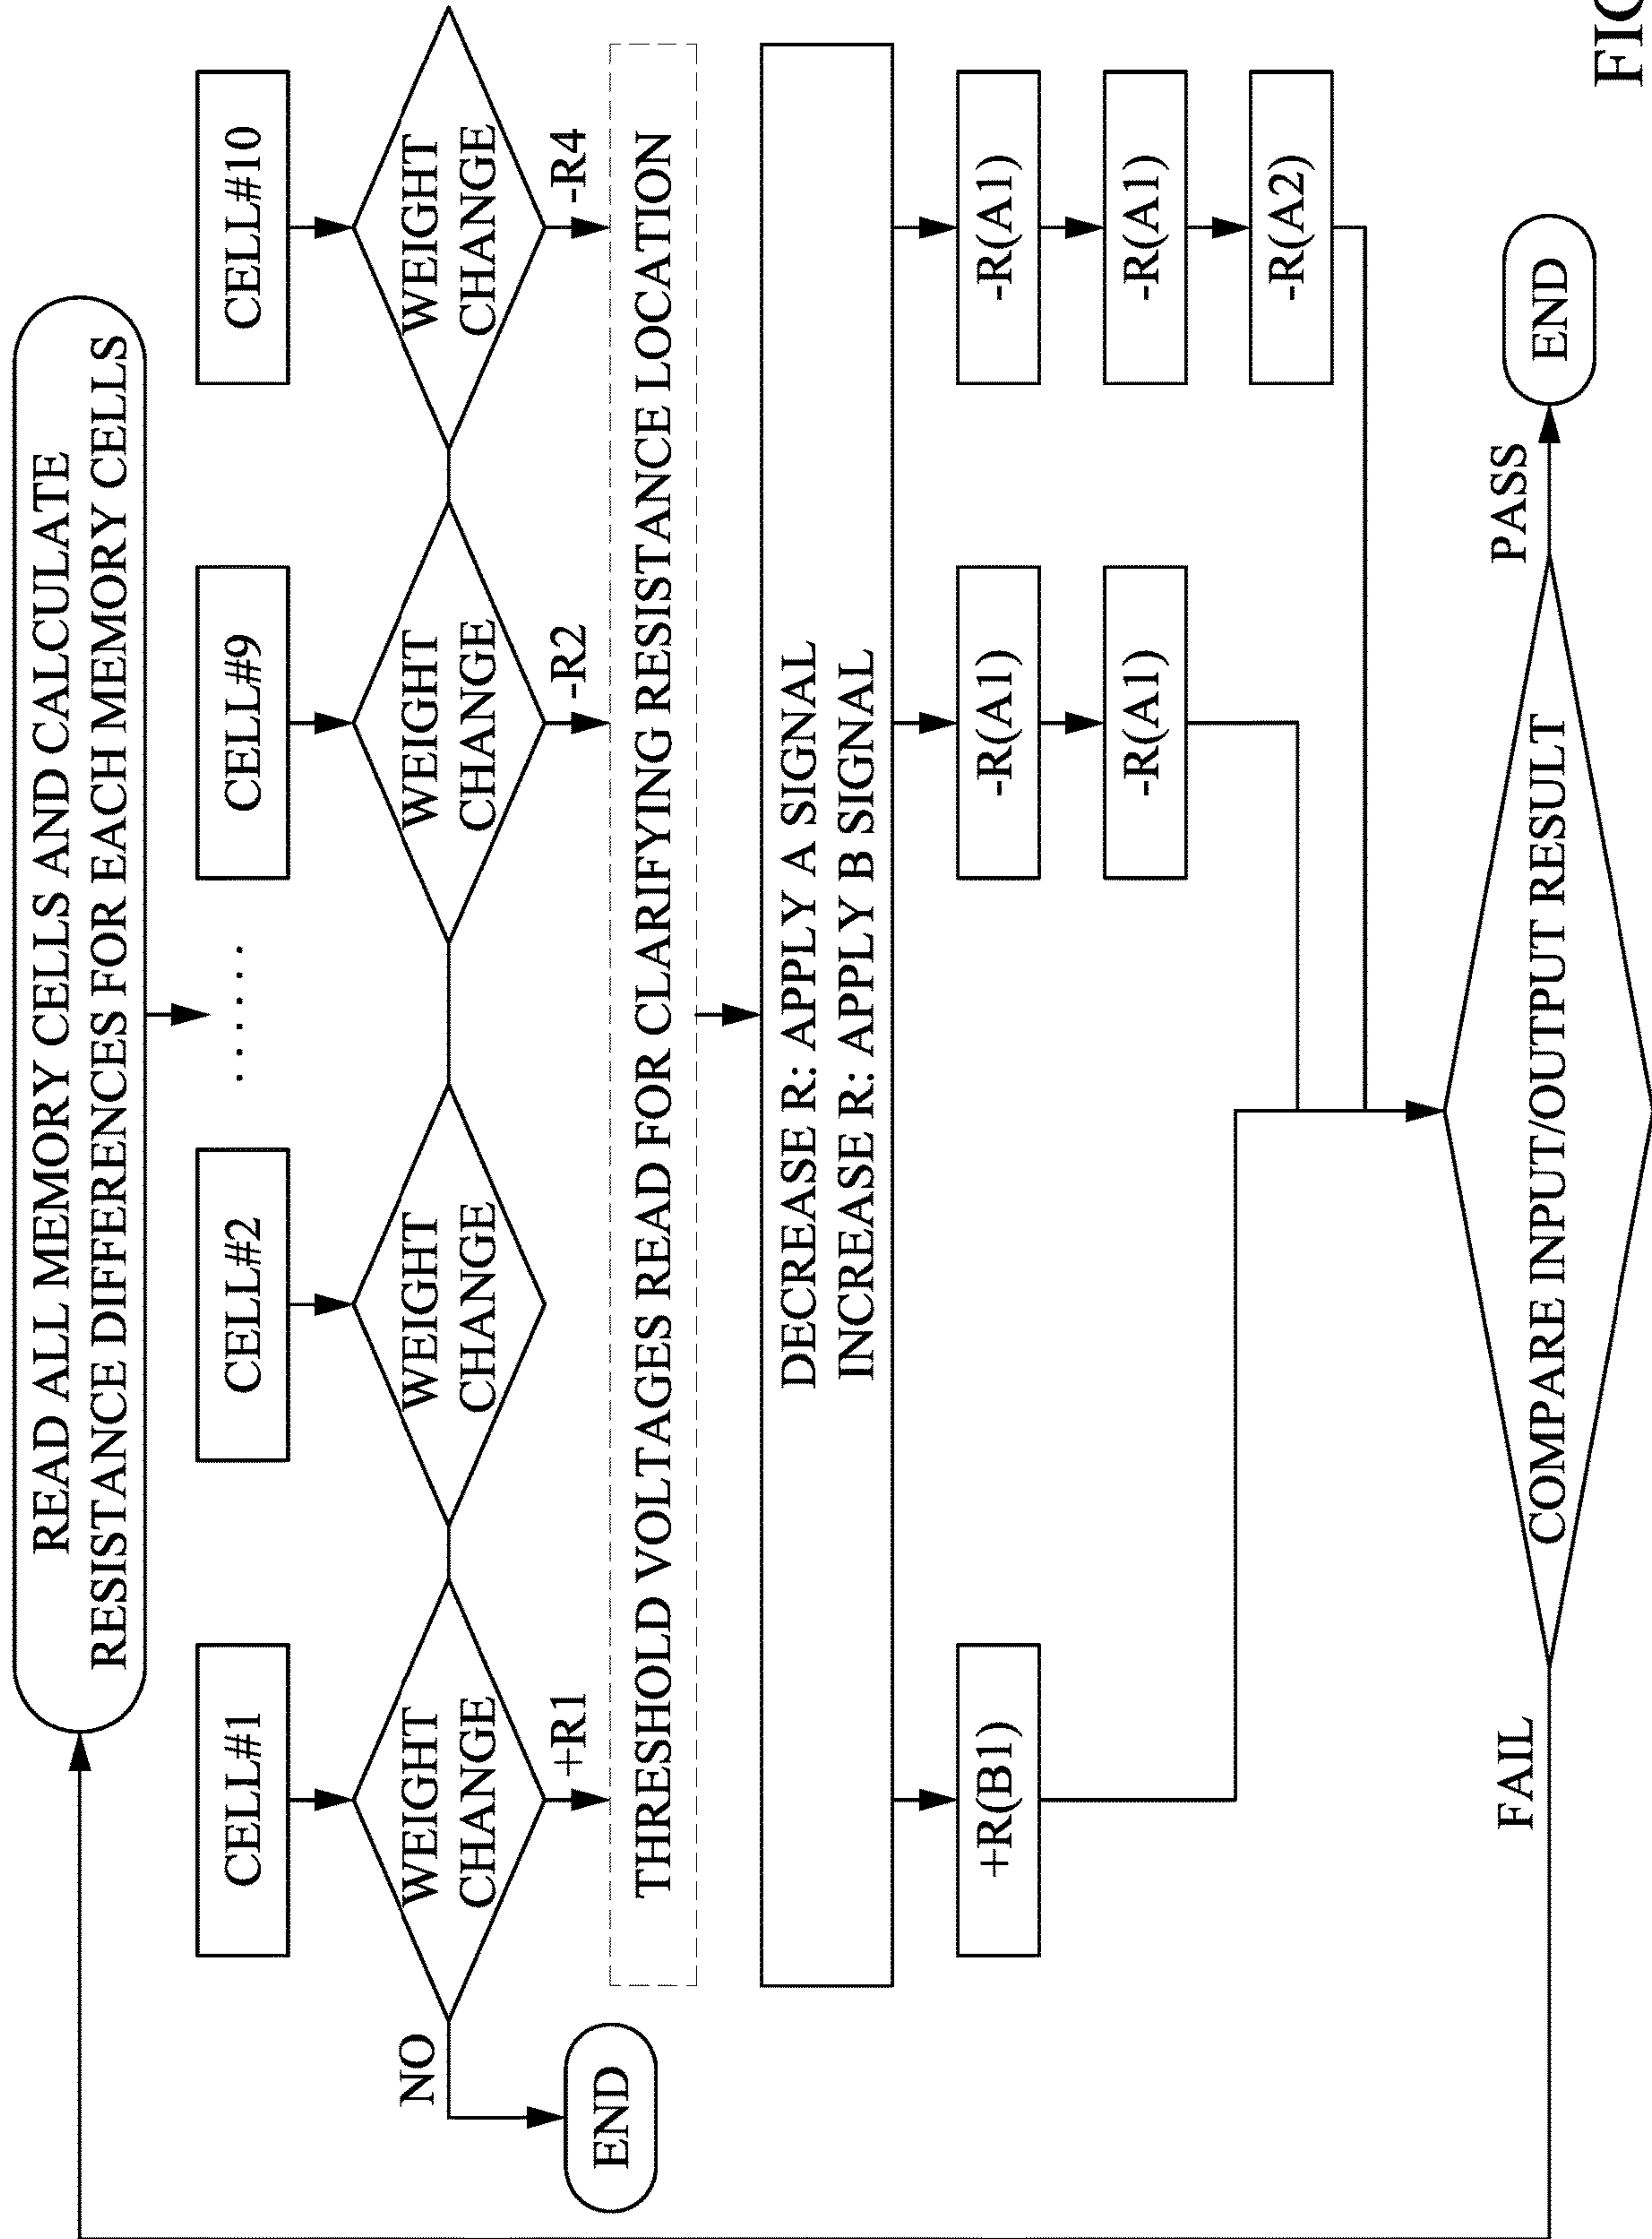 READ ALL MEMORY CELLS AND CALCULATE
RESISTANCE DIFFERENCES FOR EACH MEMORY CELLS
CELL#1
CELL#2
......
CELL#9
CELL#10
NO
WEIGHT
CHANGE
WEIGHT
CHANGE
WEIGHT
CHANGE
WEIGHT
CHANGE
END
+R1
-R2
-R4
THRESHOLD VOLTAGES READ FOR CLARIFYING RESISTANCE LOCATION
DECREASE R: APPLY A SIGNAL
INCREASE R: APPLY B SIGNAL
+R(B1)
-R(A1)
-R(A1)
-R(A1)
-R(A1)
-R(A2)
FAIL
COMPARE INPUT/OUTPUT RESULT
PASS
END